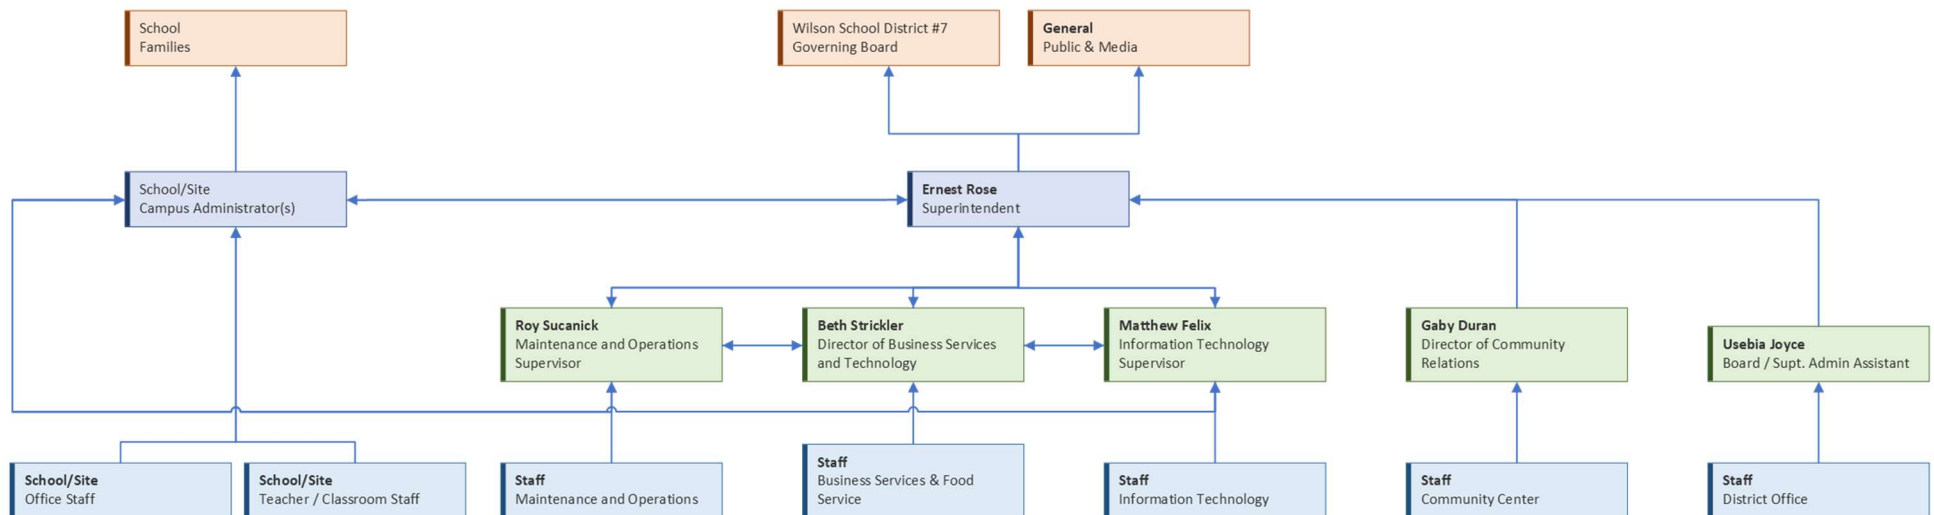 School
Families
Wilson School District #7
Governing Board
General
Public & Media
School/Site
Campus Administrator(s)
Ernest Rose
Superintendent
Roy Sucanick
Maintenance and Operations
Supervisor
Beth Strickler
Director of Business Services
and Technology
Matthew Felix
Information Technology
Supervisor
Gaby Duran
Director of Community
Relations
Usebia Joyce
Board / Supt. Admin Assistant
School/Site
Office Staff
School/Site
Teacher / Classroom Staff
Staff
Maintenance and Operations
Staff
Business Services & Food
Service
Staff
Information Technology
Staff
Community Center
Staff
District Office